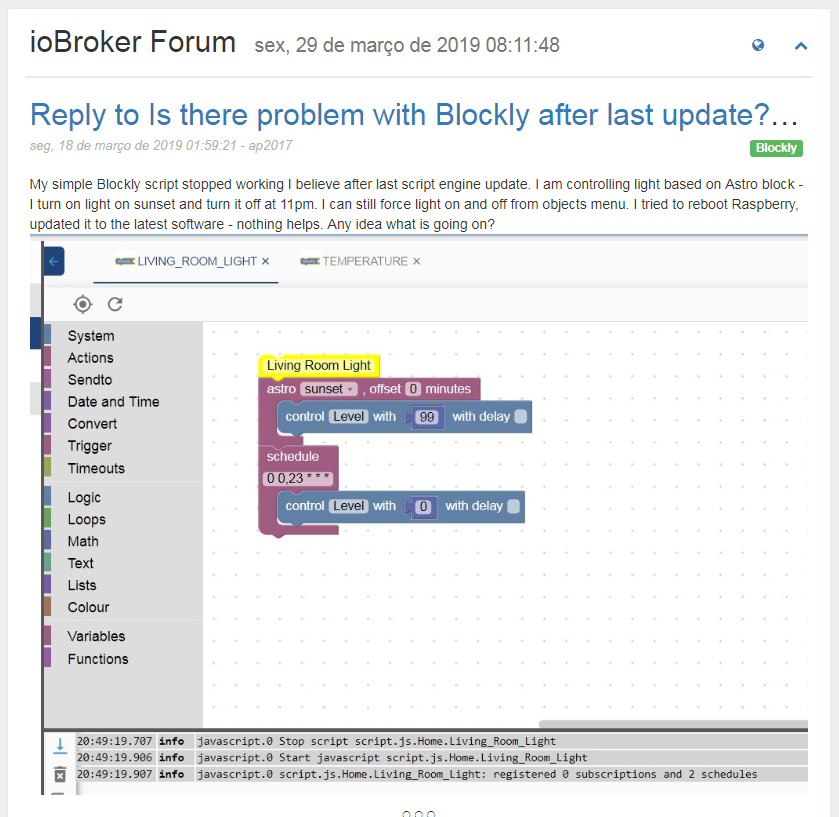 ioBroker Forum sex, 29 de março de 2019 08:11:48
Reply to Is there problem with Blockly after last update?...
seg, 18 de março de 2019 01:59:21 - ap2017
Blockly
My simple Blockly script stopped working I believe after last script engine update. I am controlling light based on Astro block -
I turn on light on sunset and turn it off at 11pm. I can still force light on and off from objects menu. I tried to reboot Raspberry,
updated it to the latest software - nothing helps. Any idea what is going on?
LIVING_ROOM_LIGHT × TEMPERATURE ×
System
Actions
Sendto
Date and Time
Convert
Trigger
Timeouts
Logic
Loops
Math
Text
Lists
Colour
Variables
Functions
Living Room Light
astro sunset , offset 0 minutes
control Level with 99 with delay
schedule
0 0,23 * * *
control Level with 0 with delay
20:49:19.707 info javascript.0 Stop script script.js.Home.Living_Room_Light
20:49:19.906 info javascript.0 Start javascript script.js.Home.Living_Room_Light
20:49:19.907 info javascript.0 script.js.Home.Living_Room_Light: registered 0 subscriptions and 2 schedules